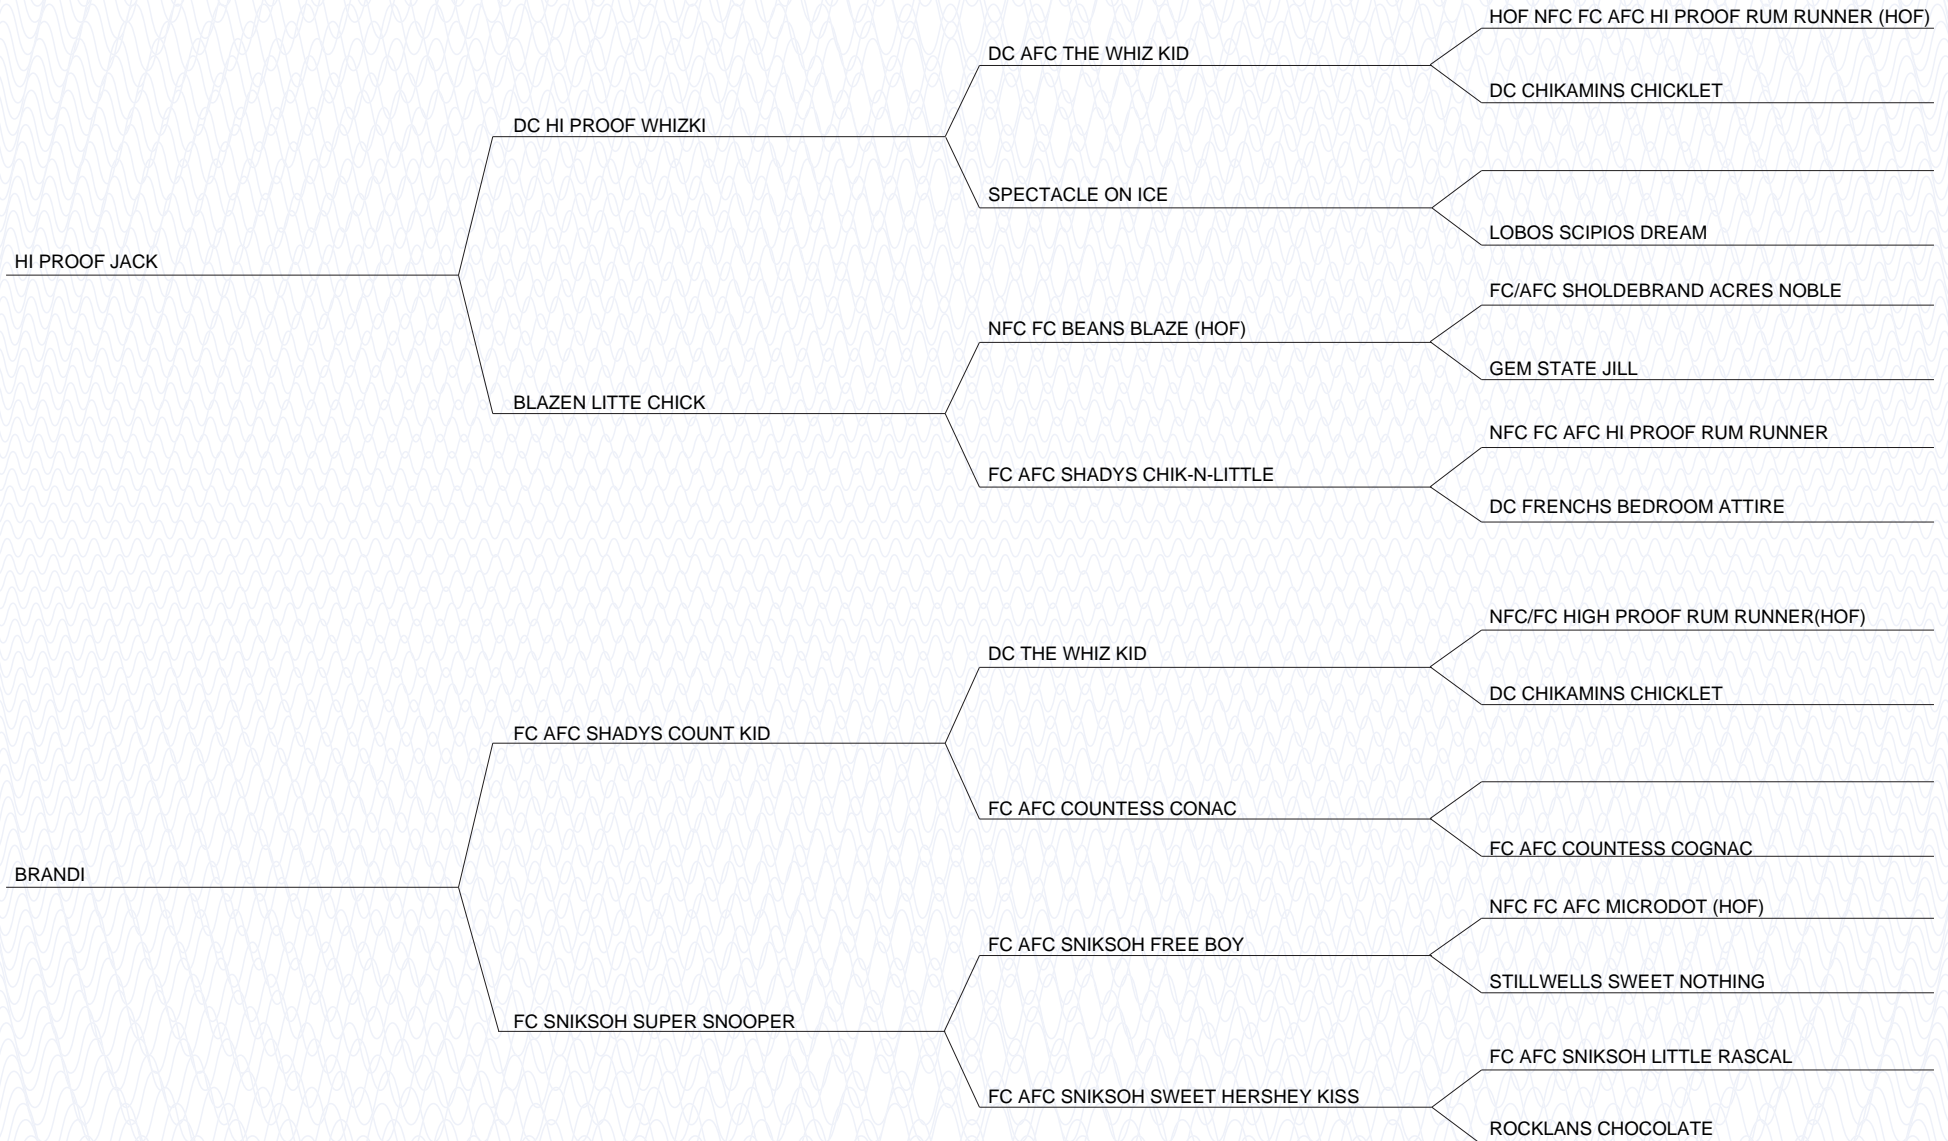 HOF NFC FC AFC HI PROOF RUM RUNNER (HOF)
DC AFC THE WHIZ KID
DC CHIKAMINS CHICKLET
DC HI PROOF WHIZKI
SPECTACLE ON ICE
LOBOS SCIPIOS DREAM
HI PROOF JACK
FC/AFC SHOLDEBRAND ACRES NOBLE
NFC FC BEANS BLAZE (HOF)
GEM STATE JILL
BLAZEN LITTE CHICK
NFC FC AFC HI PROOF RUM RUNNER
FC AFC SHADYS CHIK-N-LITTLE
DC FRENCHS BEDROOM ATTIRE
NFC/FC HIGH PROOF RUM RUNNER(HOF)
DC THE WHIZ KID
DC CHIKAMINS CHICKLET
FC AFC SHADYS COUNT KID
FC AFC COUNTESS CONAC
FC AFC COUNTESS COGNAC
BRANDI
NFC FC AFC MICRODOT (HOF)
FC AFC SNIKSOH FREE BOY
STILLWELLS SWEET NOTHING
FC SNIKSOH SUPER SNOOPER
FC AFC SNIKSOH LITTLE RASCAL
FC AFC SNIKSOH SWEET HERSHEY KISS
ROCKLANS CHOCOLATE